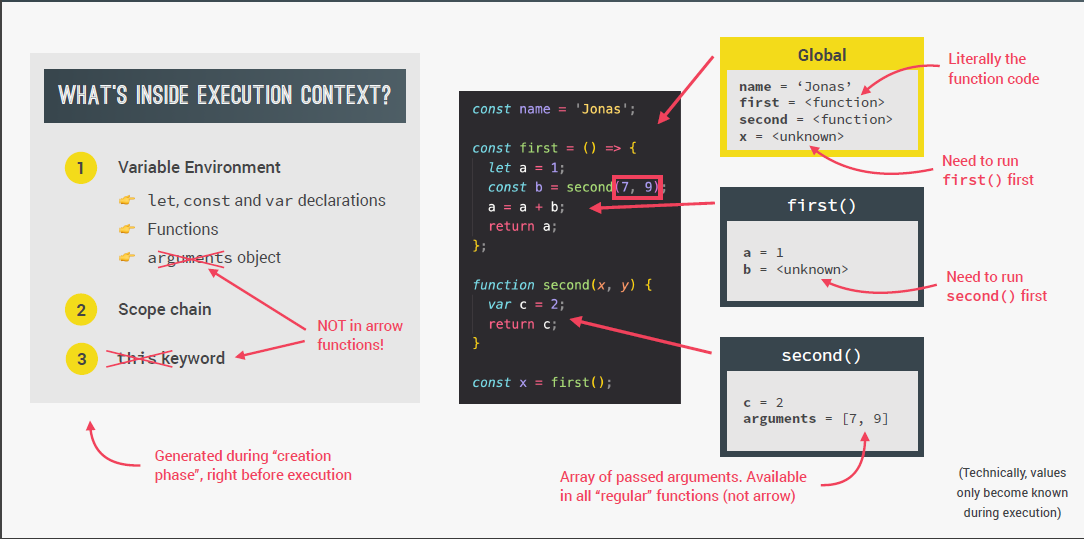 WHAT'S INSIDE EXECUTION CONTEXT?
1 Variable Environment
👉 let, const and var declarations
👉 Functions
👉 arguments object
2 Scope chain
3 this keyword
NOT in arrow
functions!
Generated during “creation
phase”, right before execution
const name = 'Jonas';
const first = () => {
let a = 1;
const b = second(7, 9);
a = a + b;
return a;
};
function second(x, y) {
var c = 2;
return c;
}
const x = first();
Global
name = ‘Jonas’
first = <function>
second = <function>
x = <unknown>
Literally the
function code
Need to run
first() first
first()
a = 1
b = <unknown>
Need to run
second() first
second()
c = 2
arguments = [7, 9]
Array of passed arguments. Available
in all “regular” functions (not arrow)
(Technically, values
only become known
during execution)